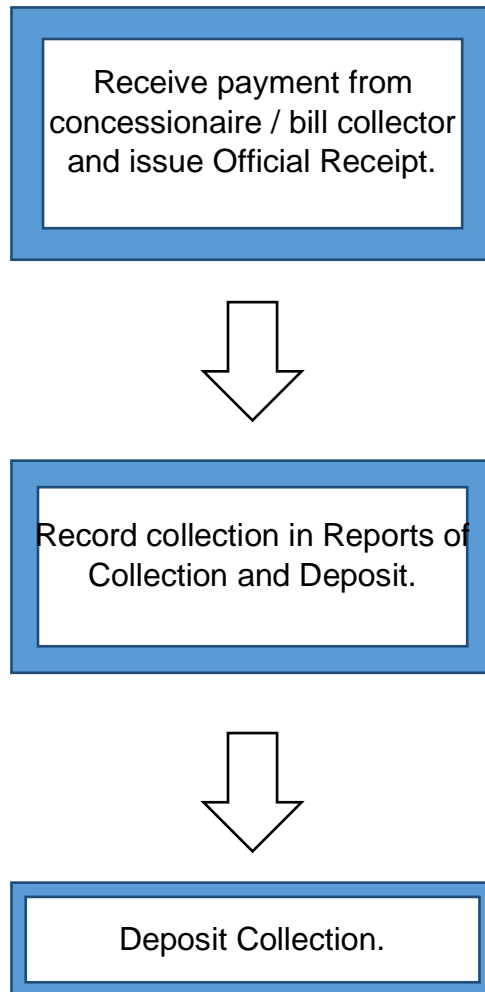 Receive payment from
concessionaire / bill collector
and issue Official Receipt.
Record collection in Reports of
Collection and Deposit.
Deposit Collection.